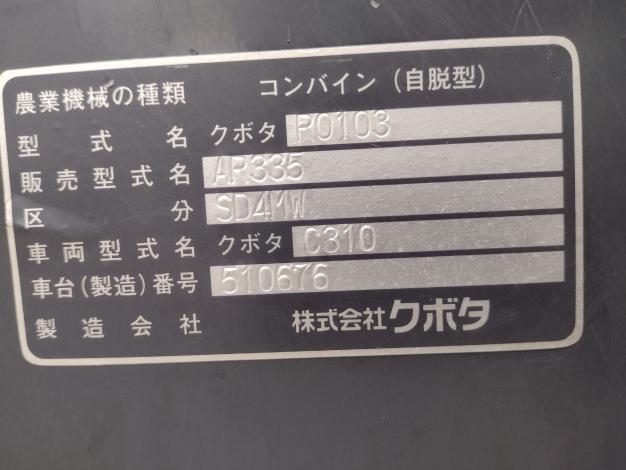 農業機械の種類 コンバイン(自脱型)
型式名 クボタ P0103
販売型式名 AR335
区分 SD4MW
車両型式名 クボタ C310
車台(製造)番号 510676
製造会社 株式会社クボタ